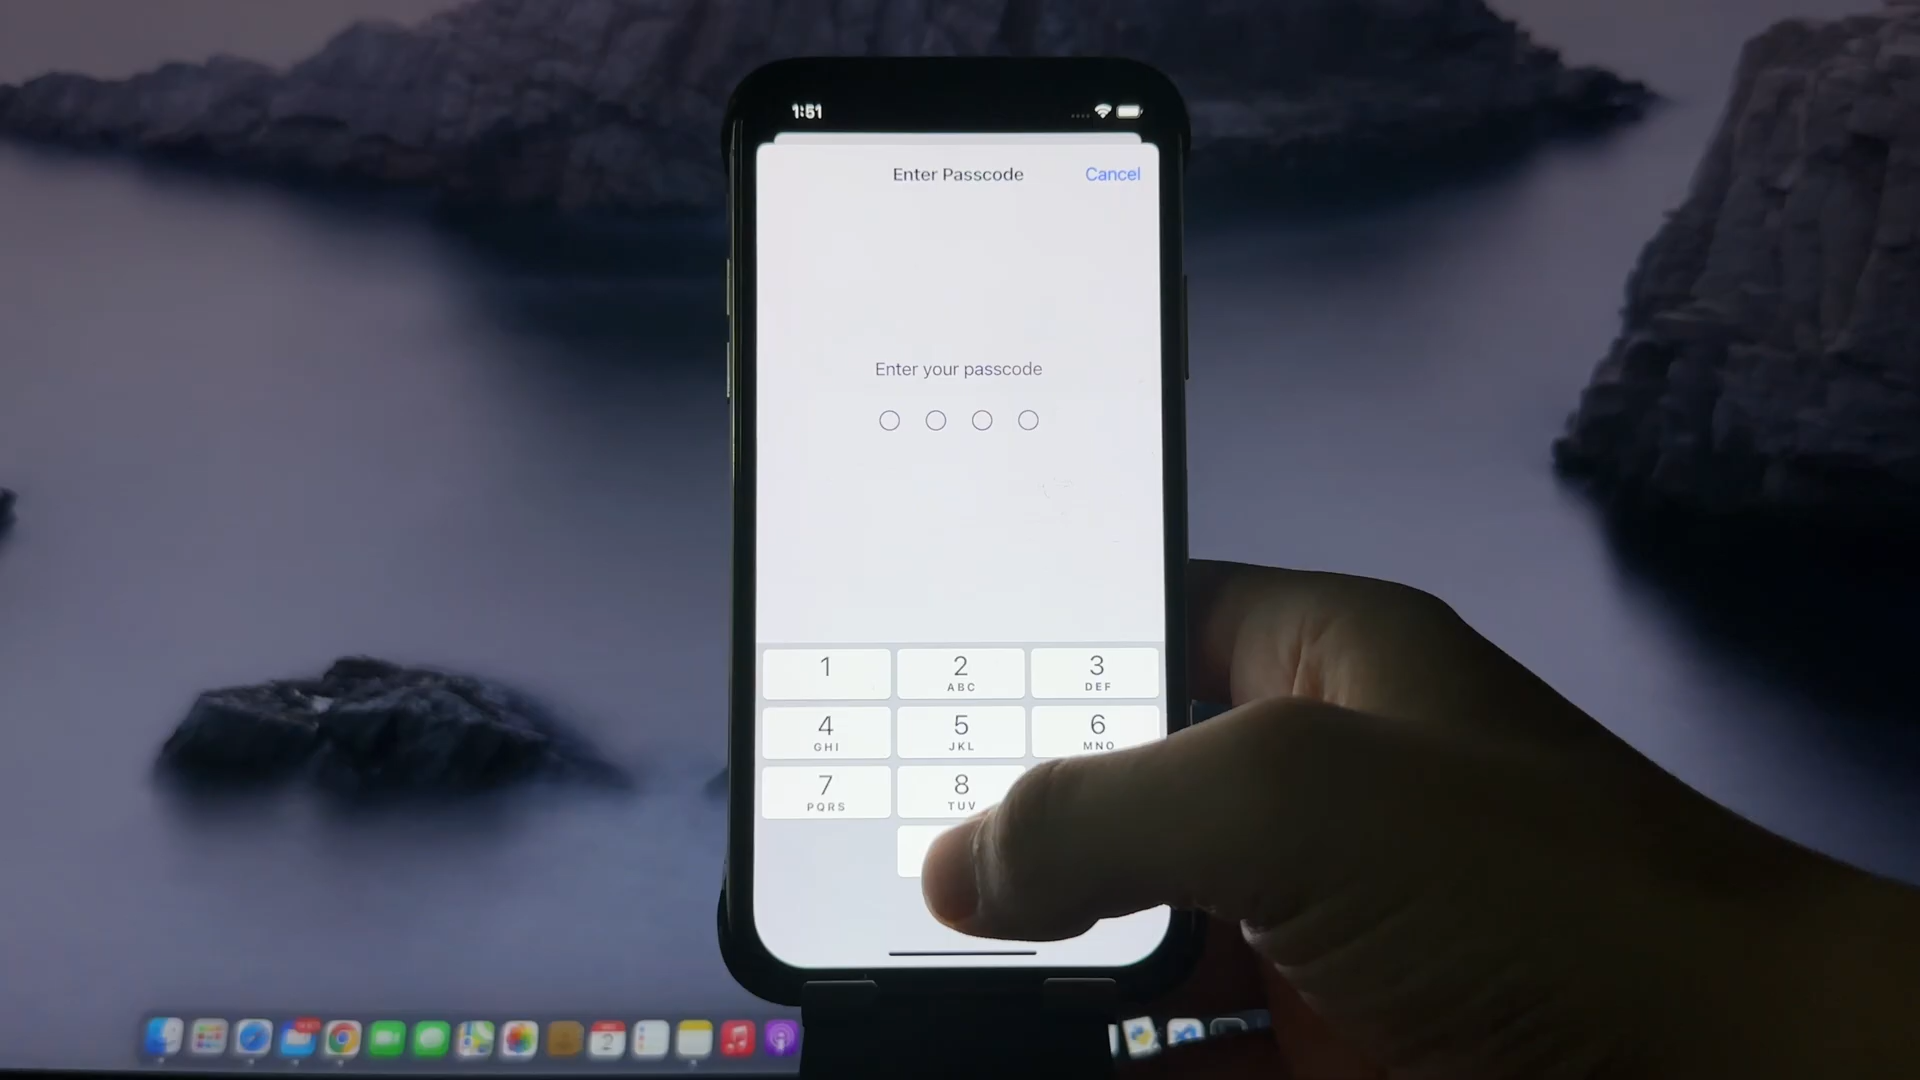 1:51
Enter Passcode
Cancel
Enter your passcode
1
2
ABC
3
DEF
4
GHI
5
JKL
6
MNO
7
PQRS
8
TUV
2